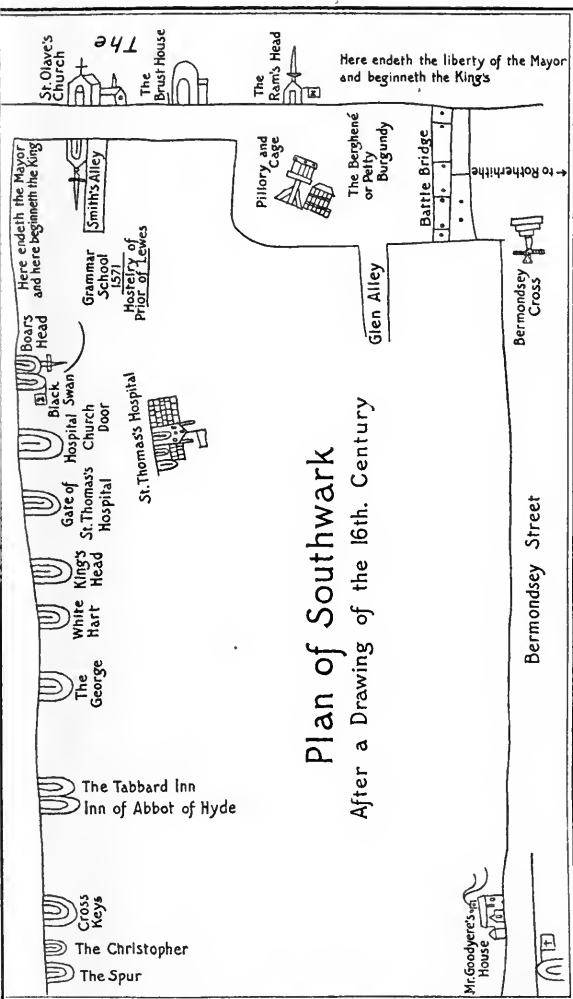 St. Olave's
Church
The
The
Brust House
The
Ram's Head
Here endeth the liberty of the Mayor
and beginneth the King's
Here endeth the Mayor
and here beginneth the King
Smith's Alley
Pillory and
Cage
The Berghené
or Petty
Burgundy
Battle Bridge
to Rotherithe
Grammar
School
1571
Hostelry of
Prior of Lewes
Glen Alley
Bermondsey
Cross
Boars
Head
Black
Swan
Hospital
Church
Door
St. Thomas's Hospital
Gate of
St. Thomas's
Hospital
King's
Head
White
Hart
The
George
Plan of Southwark
After a Drawing of the 16th. Century
Bermondsey Street
The Tabbard Inn
Inn of Abbot of Hyde
Cross
Keys
The Christopher
The Spur
Mr. Goodyere's
House